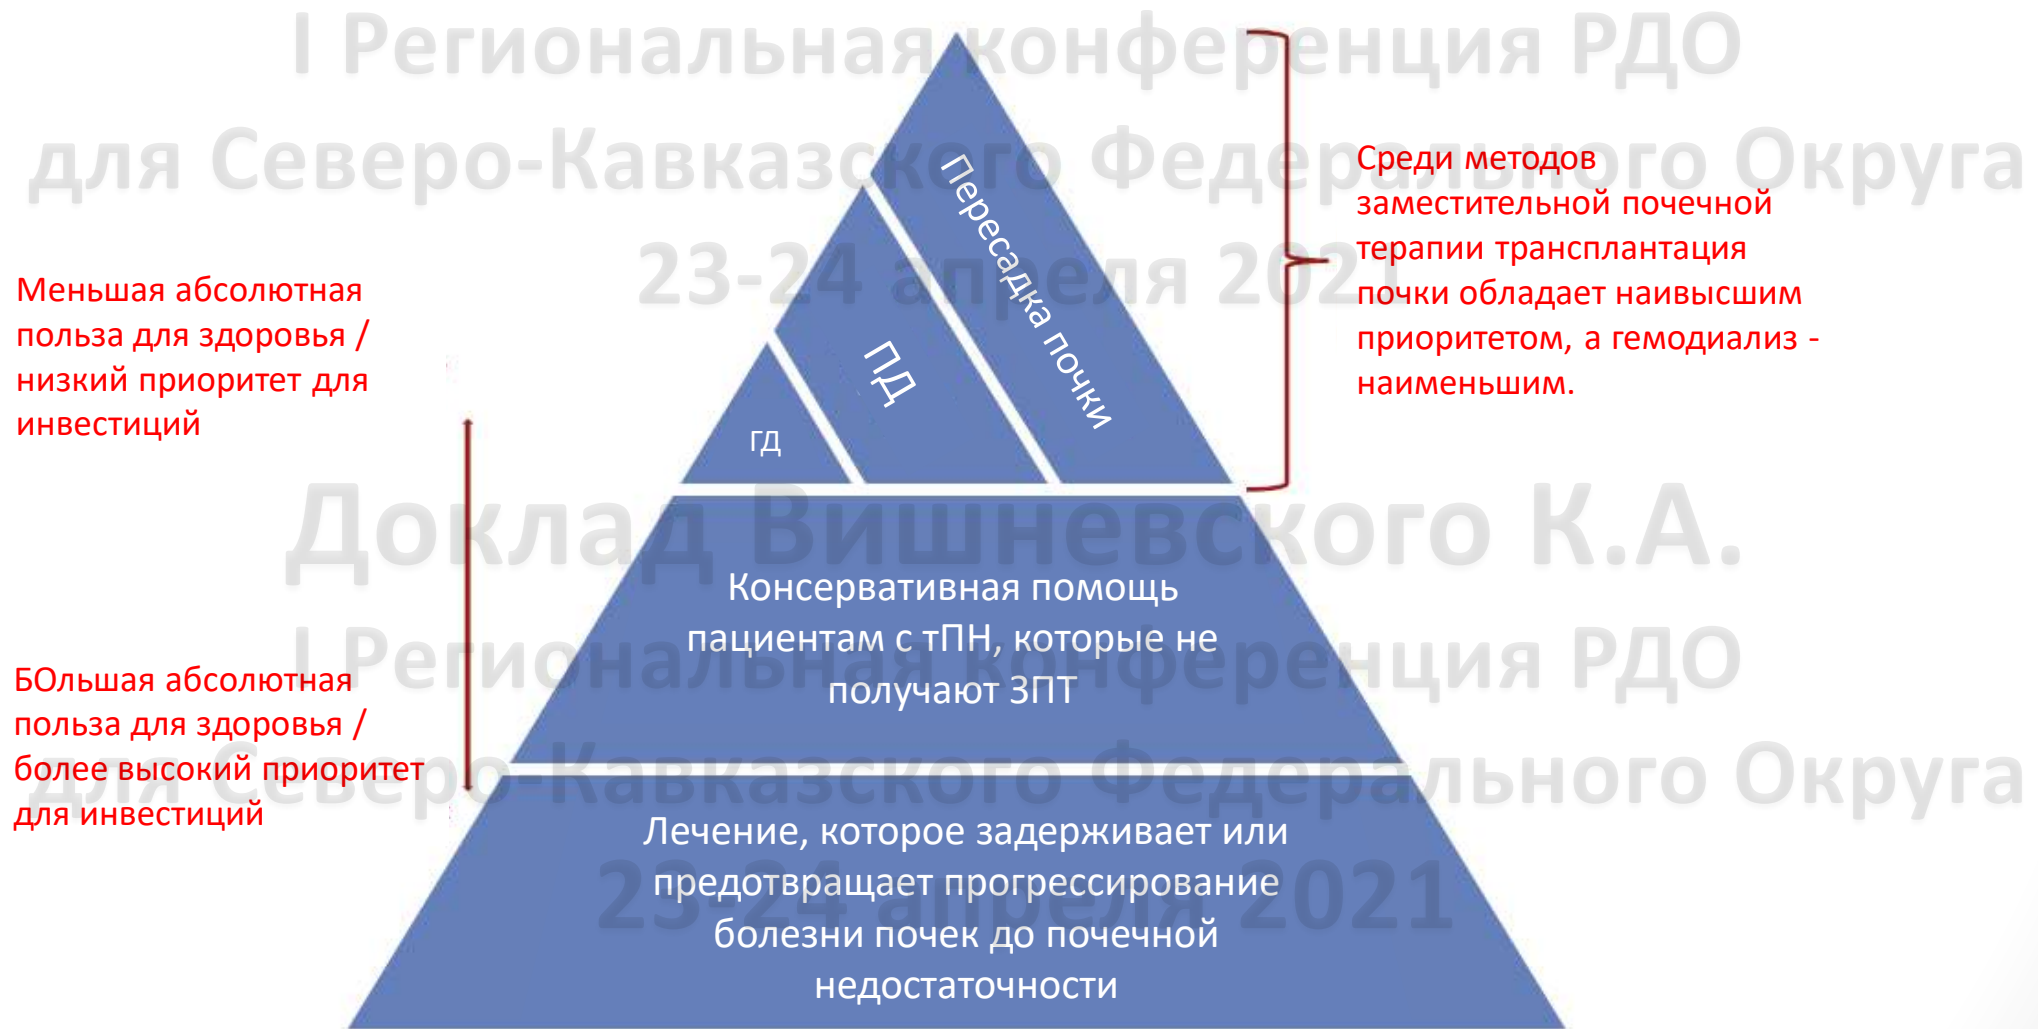 I Региональная конференция РДО
для Северо-Кавказского Федерального Округа
23-24 апреля 2021
Доклад Вишневского К.А.
I Региональная конференция РДО
для Северо-Кавказского Федерального Округа
23-24 апреля 2021
Меньшая абсолютная
польза для здоровья /
низкий приоритет для
инвестиций
БОльшая абсолютная
польза для здоровья /
более высокий приоритет
для инвестиций
ГД
ПД
Пересадка почки
Среди методов
заместительной почечной
терапии трансплантация
почки обладает наивысшим
приоритетом, а гемодиализ -
наименьшим.
Консервативная помощь
пациентам с тПН, которые не
получают ЗПТ
Лечение, которое задерживает или
предотвращает прогрессирование
болезни почек до почечной
недостаточности